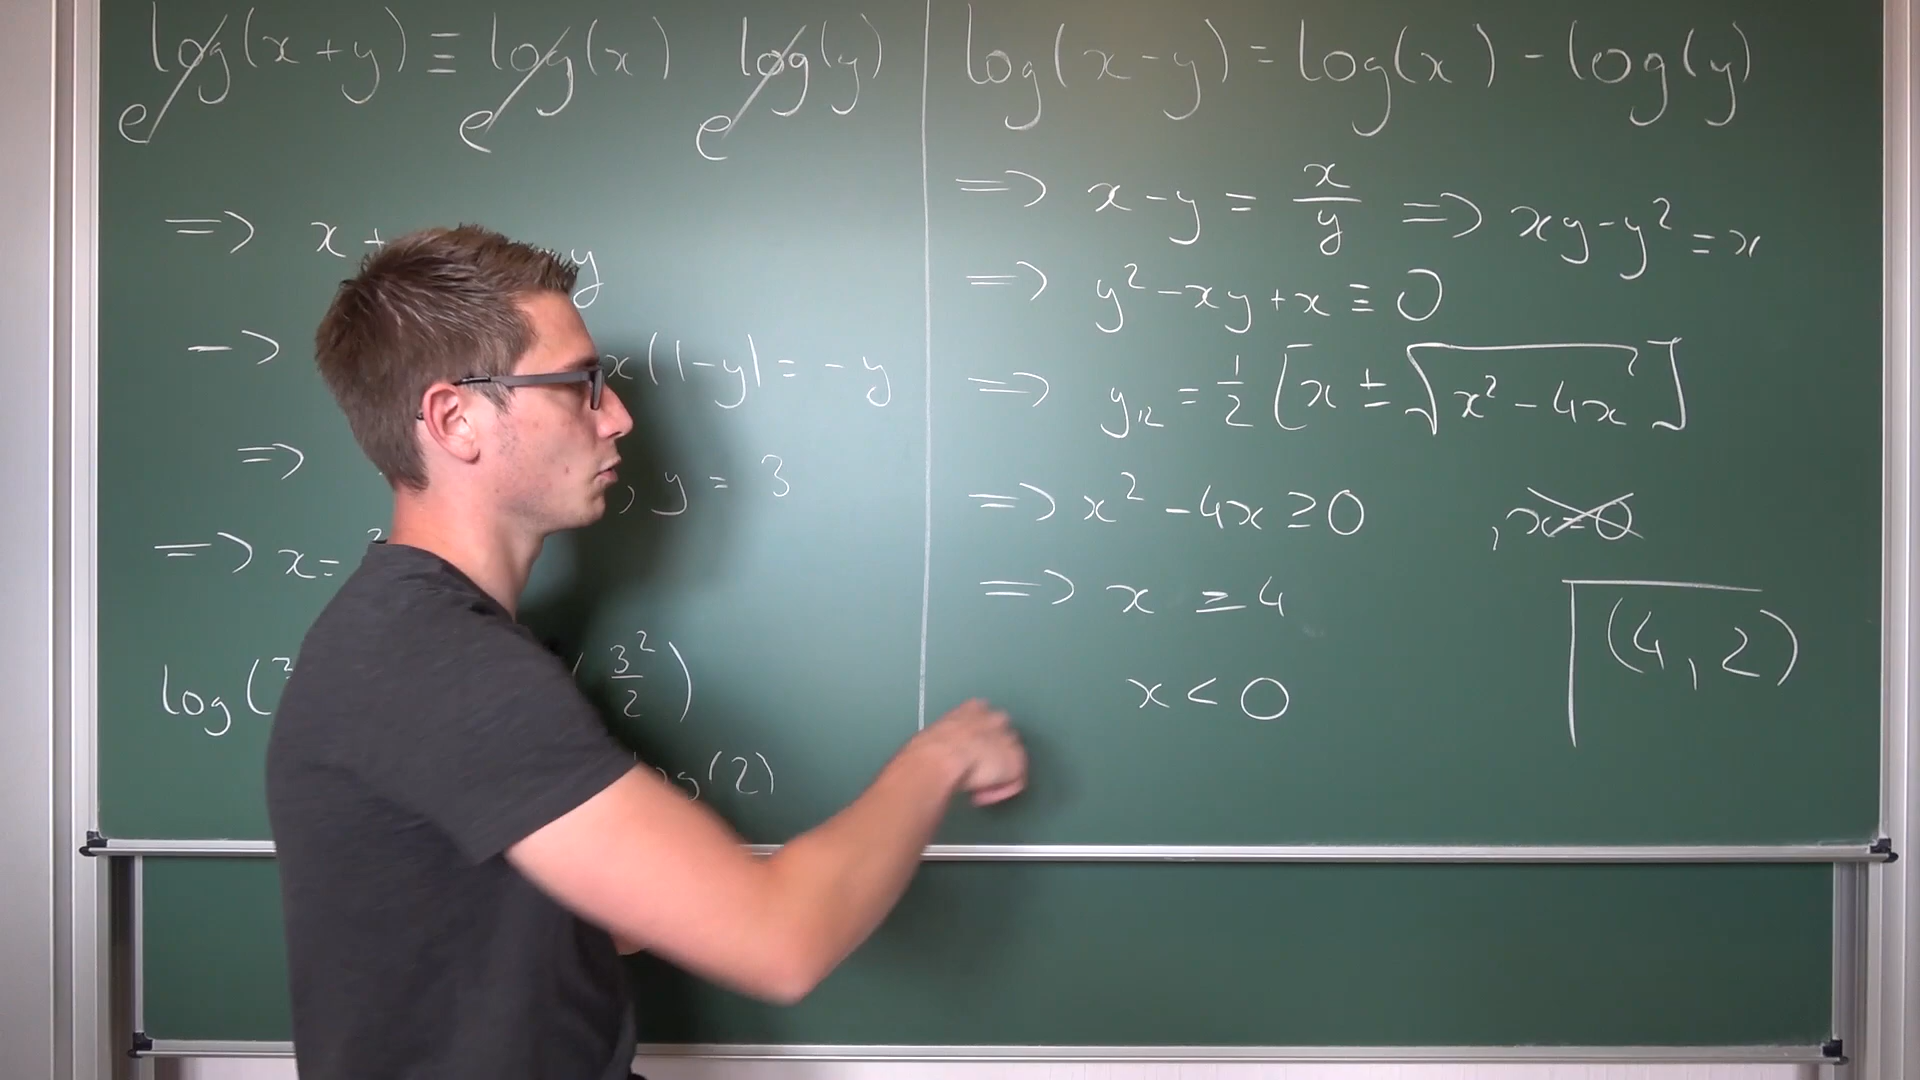 log(x+y) ≡ log(x) log(y)
e e e
=> x + y
-> x(1-y) = -y
=> , y = 3
=> x =
log( 3²/2 )
log(2)
log(x-y) = log(x) - log(y)
=> x - y = x/y => xy - y² = x
=> y² - xy + x ≡ 0
=> y₁₂ = 1/2 [x ± √(x² - 4x)]
=> x² - 4x ≥ 0 , x = 0
=> x ≥ 4
x < 0
(4, 2)